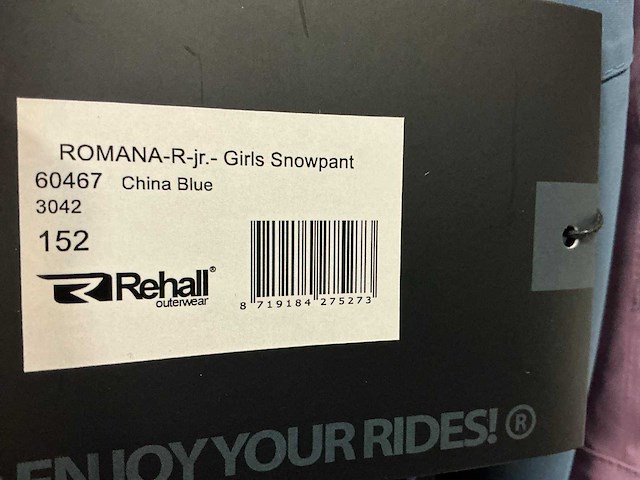 ROMANA-R-jr.- Girls Snowpant
60467 China Blue
3042
152
Rehall®
outerwear
8 719184 275273
ENJOY YOUR RIDES!®